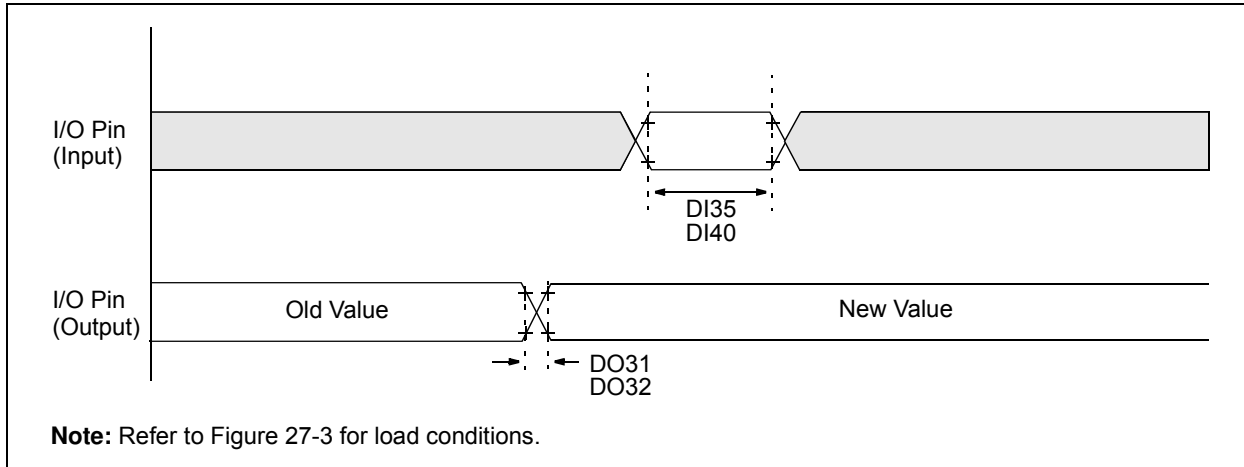 I/O Pin
(Input)
DI35
DI40
I/O Pin
(Output)
Old Value
New Value
DO31
DO32
Note: Refer to Figure 27-3 for load conditions.